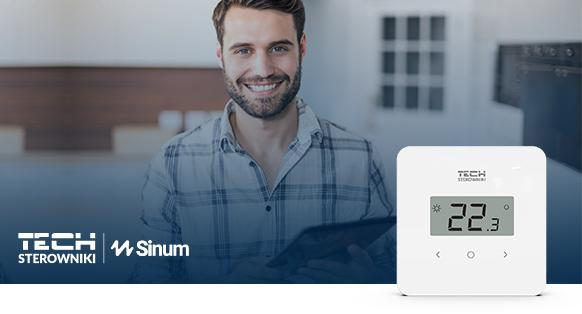 TECH
STEROWNIKI
Sinum
TECH
STEROWNIKI
22.3